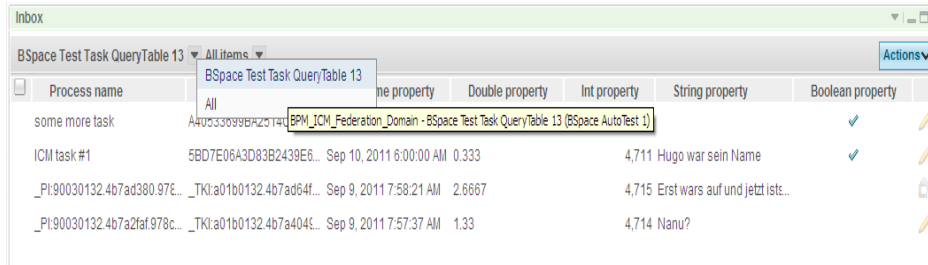 Inbox
BSpace Test Task QueryTable 13 All items Actions
BSpace Test Task QueryTable 13
All
BPM_ICM_Federation_Domain - BSpace Test Task QueryTable 13 (BSpace AutoTest 1)
Process name me property Double property Int property String property Boolean property
some more task
ICM task #1 5BD7E06A3D83B2439E6... Sep 10, 2011 6:00:00 AM 0.333 4,711 Hugo war sein Name
_PI:90030132.4b7ad380.978... _TKI:a01b0132.4b7ad64f... Sep 9, 2011 7:58:21 AM 2.6667 4,715 Erst wars auf und jetzt ists...
_PI:90030132.4b7a2faf.978c... _TKI:a01b0132.4b7a4049... Sep 9, 2011 7:57:37 AM 1.33 4,714 Nanu?